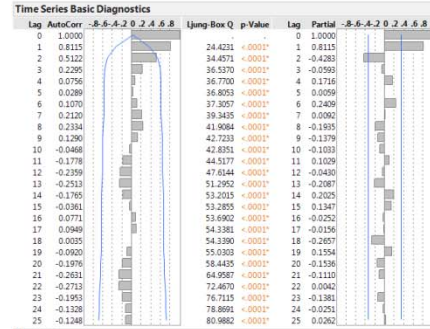 Time Series Basic Diagnostics
Lag AutoCorr -.8-.6-.4-.2 0 .2 .4 .6 .8 Ljung-Box Q p-Value Lag Partial -.8-.6-.4-.2 0 .2 .4 .6 .8
0 1.0000 . . 0 1.0000
1 0.8115 24.4231 <.0001* 1 0.8115
2 0.5122 34.4571 <.0001* 2 -0.4283
3 0.2295 36.5370 <.0001* 3 -0.0593
4 0.0756 36.7700 <.0001* 4 0.1716
5 0.0289 36.8053 <.0001* 5 0.0059
6 0.1070 37.3057 <.0001* 6 0.2409
7 0.2120 39.3435 <.0001* 7 0.0092
8 0.2334 41.9084 <.0001* 8 -0.1935
9 0.1290 42.7233 <.0001* 9 -0.1379
10 -0.0468 42.8351 <.0001* 10 -0.1033
11 -0.1778 44.5177 <.0001* 11 0.1029
12 -0.2359 47.6144 <.0001* 12 -0.0430
13 -0.2513 51.2952 <.0001* 13 -0.2087
14 -0.1765 53.2015 <.0001* 14 0.2025
15 -0.0361 53.2855 <.0001* 15 0.1347
16 0.0771 53.6902 <.0001* 16 -0.0252
17 0.0949 54.3381 <.0001* 17 -0.0156
18 0.0035 54.3390 <.0001* 18 -0.2657
19 -0.0920 55.0303 <.0001* 19 0.1554
20 -0.1976 58.4435 <.0001* 20 -0.1536
21 -0.2631 64.9587 <.0001* 21 -0.1110
22 -0.2713 72.4670 <.0001* 22 0.0042
23 -0.1953 76.7115 <.0001* 23 -0.1381
24 -0.1328 78.8691 <.0001* 24 -0.0251
25 -0.1248 80.9882 <.0001* 25 0.0262